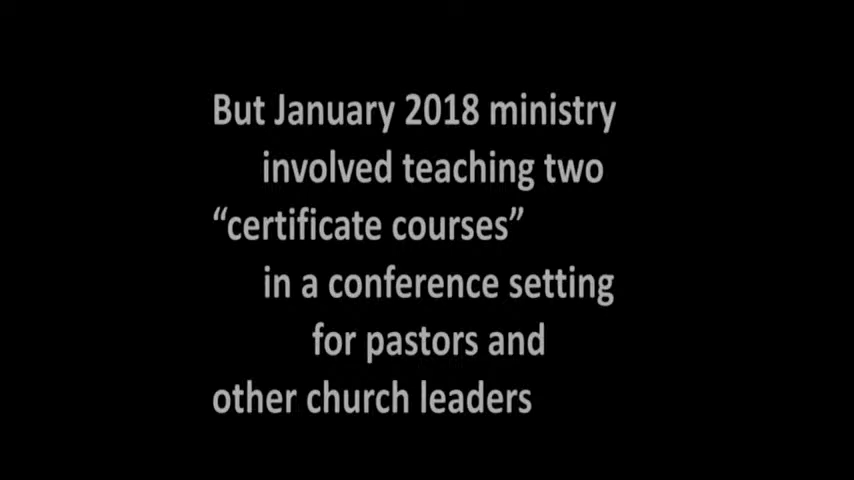 But January 2018 ministry
involved teaching two
“certificate courses”
in a conference setting
for pastors and
other church leaders